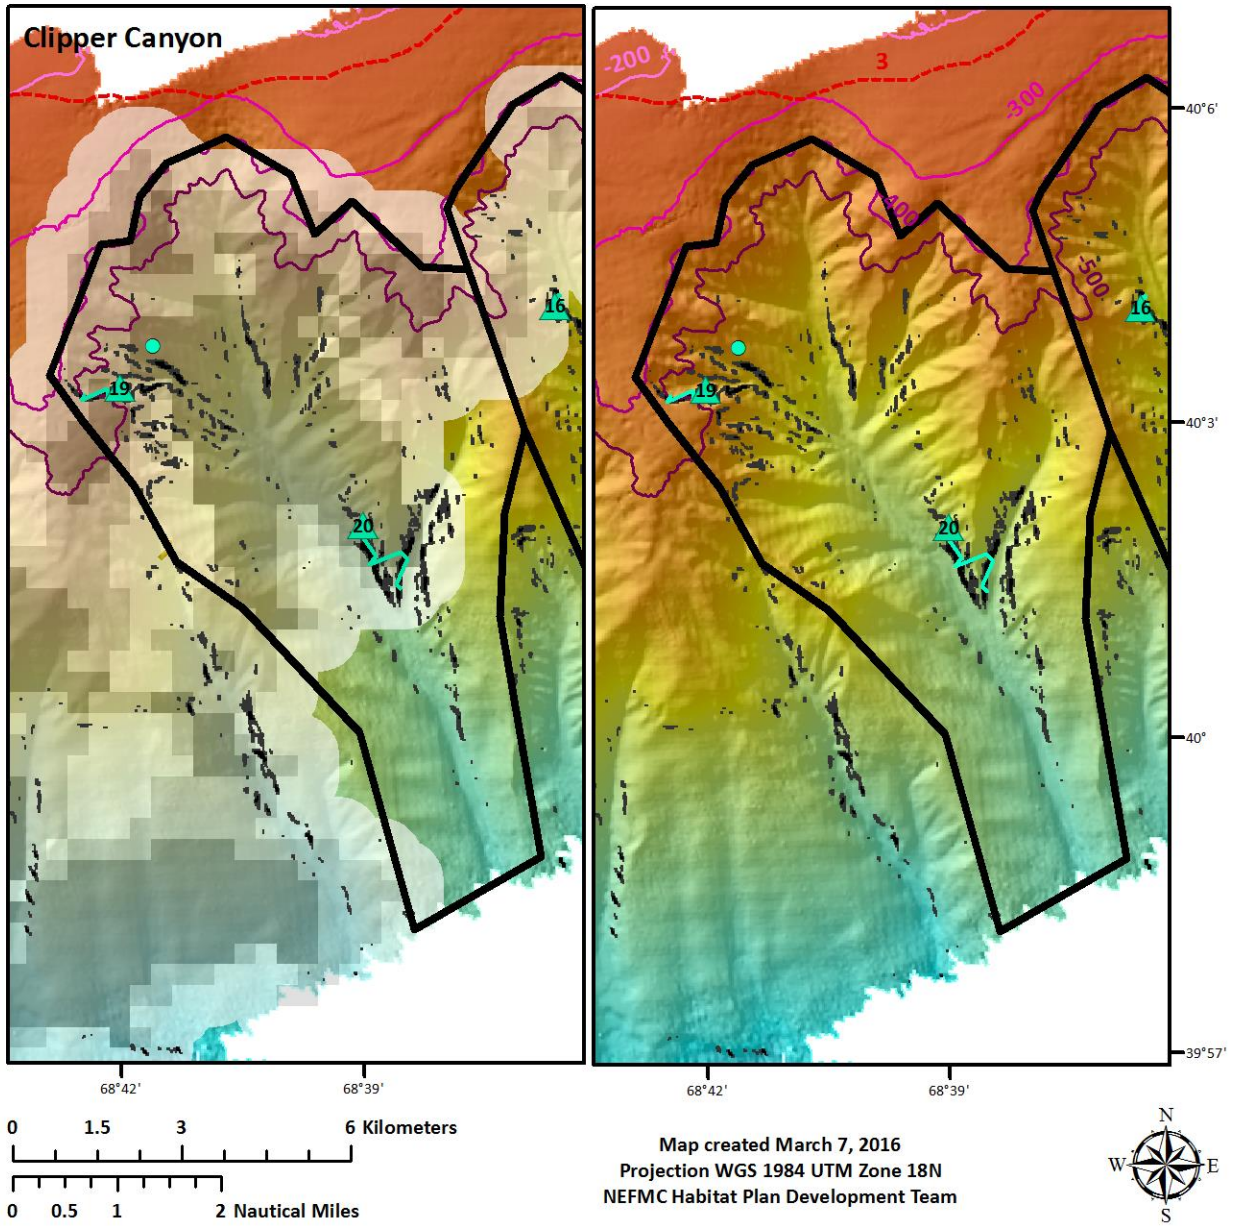 Clipper Canyon
19
20
16
-200
3
-300
-400
-500
16
19
20
40°6'
40°3'
40°
39°57'
68°42'
68°39'
68°42'
68°39'
0 1.5 3 6 Kilometers
0 0.5 1 2 Nautical Miles
Map created March 7, 2016
Projection WGS 1984 UTM Zone 18N
NEFMC Habitat Plan Development Team
N
W E
S